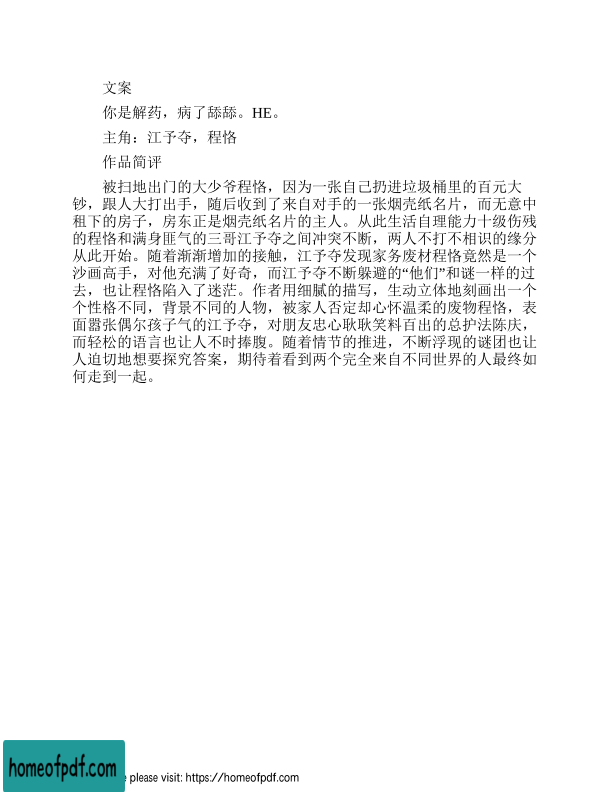 文案
你是解药，病了舔舔。HE。
主角：江予夺，程恪
作品简评
被扫地出门的大少爷程恪，因为一张自己扔进垃圾桶里的百元大
钞，跟人大打出手，随后收到了来自对手的一张烟壳纸名片，而无意中
租下的房子，房东正是烟壳纸名片的主人。从此生活自理能力十级伤残
的程恪和满身匪气的三哥江予夺之间冲突不断，两人不打不相识的缘分
从此开始。随着渐渐增加的接触，江予夺发现家务废材程恪竟然是一个
沙画高手，对他充满了好奇，而江予夺不断躲避的“他们”和谜一样的过
去，也让程恪陷入了迷茫。作者用细腻的描写，生动立体地刻画出一个
个性格不同，背景不同的人物，被家人否定却心怀温柔的废物程恪，表
面嚣张偶尔孩子气的江予夺，对朋友忠心耿耿笑料百出的总护法陈庆，
而轻松的语言也让人不时捧腹。随着情节的推进，不断浮现的谜团也让
人迫切地想要探究答案，期待着看到两个完全来自不同世界的人最终如
何走到一起。
homeofpdf.com
e please visit: https://homeofpdf.com